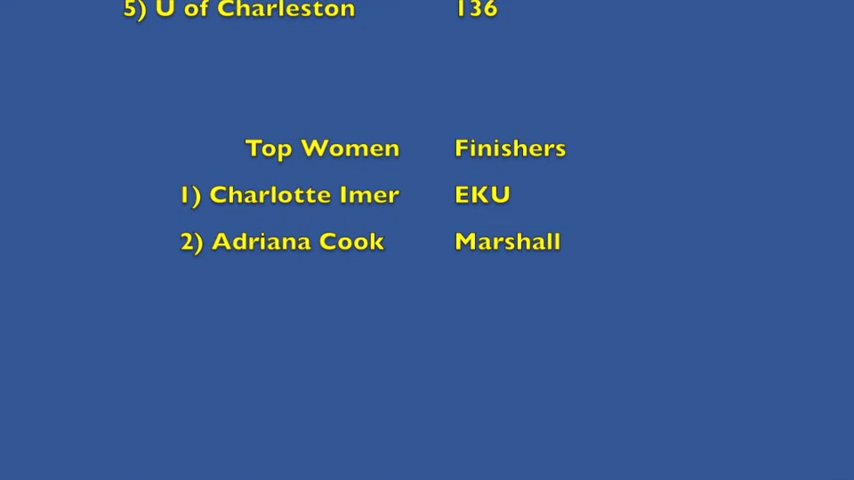 5) U of Charleston 136
Top Women Finishers
1) Charlotte Imer EKU
2) Adriana Cook Marshall